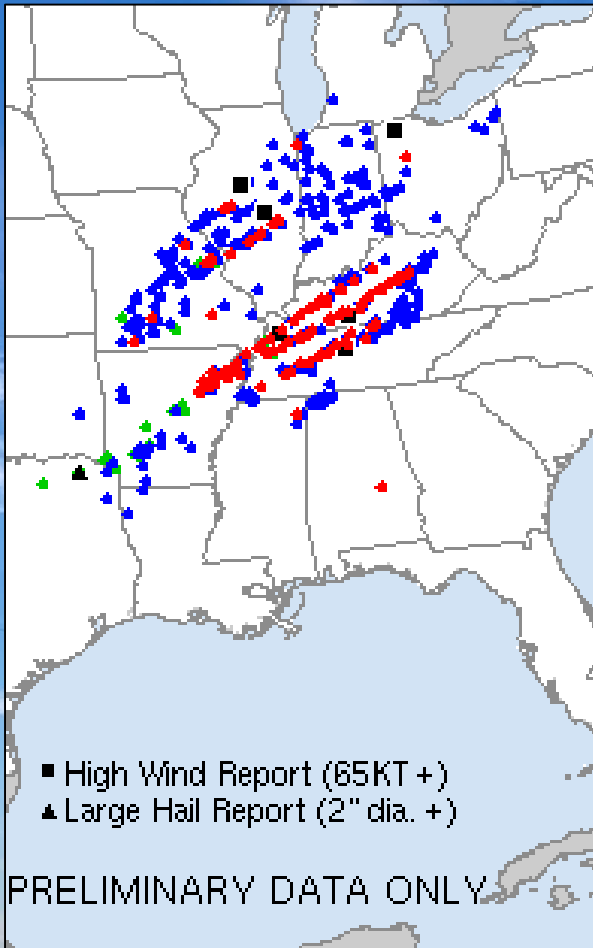 High Wind Report (65KT +)
Large Hail Report (2" dia. +)
PRELIMINARY DATA ONLY